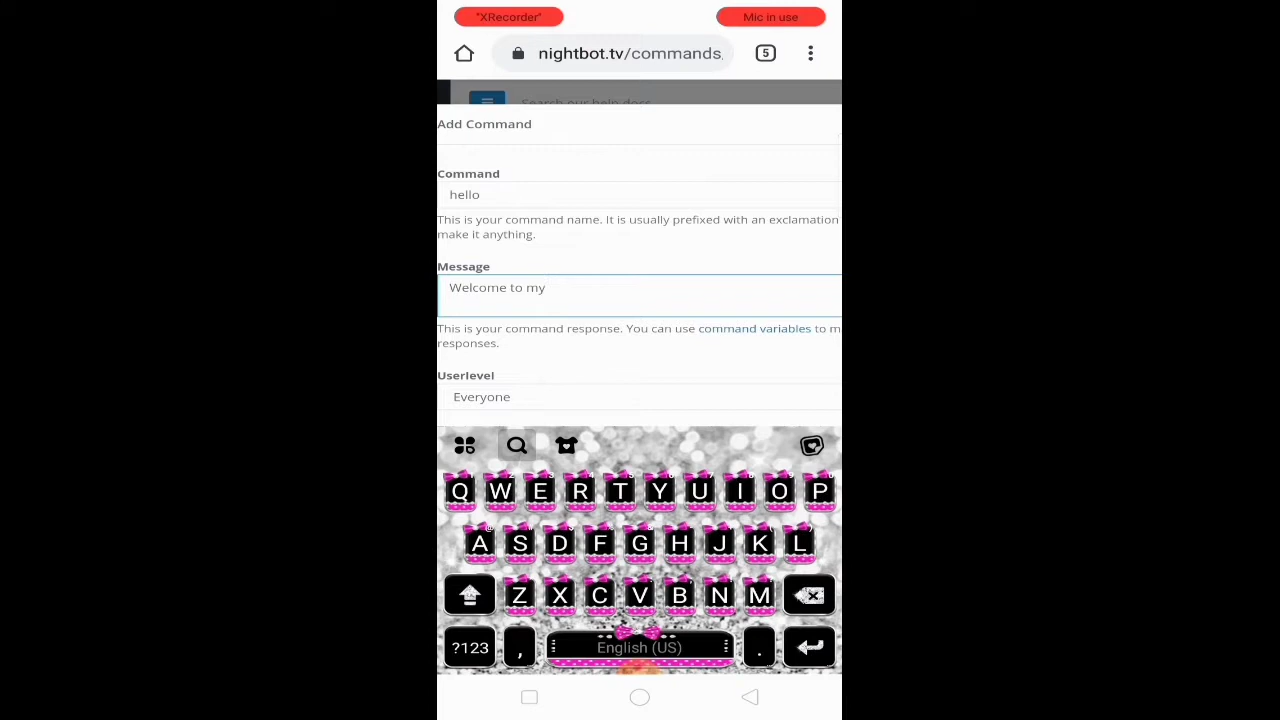 "XRecorder"
Mic in use
nightbot.tv/commands
5
Add Command
Command
hello
This is your command name. It is usually prefixed with an exclamation
make it anything.
Message
Welcome to my
This is your command response. You can use command variables to m
responses.
Userlevel
Everyone
Q W E R T Y U I O P
A S D F G H J K L
Z X C V B N M
?123 , English (US) .